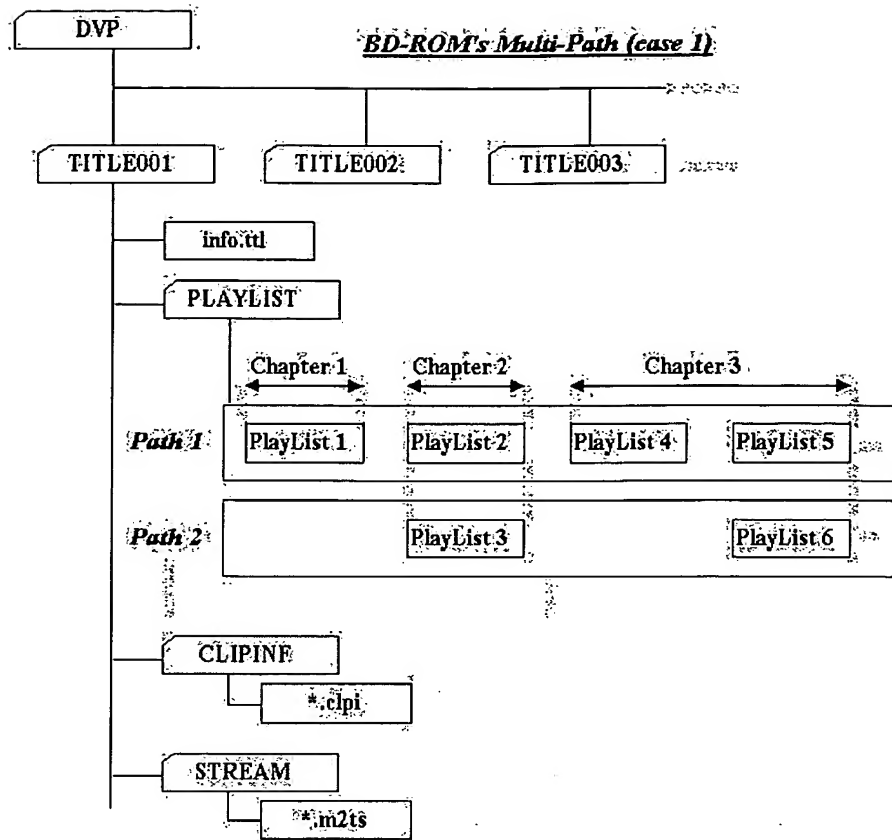 DVP
BD-ROM's Multi-Path (case 1)
TITLE001
TITLE002
TITLE003
info.ttl
PLAYLIST
Chapter 1
Chapter 2
Chapter 3
Path 1
PlayList 1
PlayList 2
PlayList 4
PlayList 5
Path 2
PlayList 3
PlayList 6
CLIPINF
*.clpi
STREAM
*.m2ts